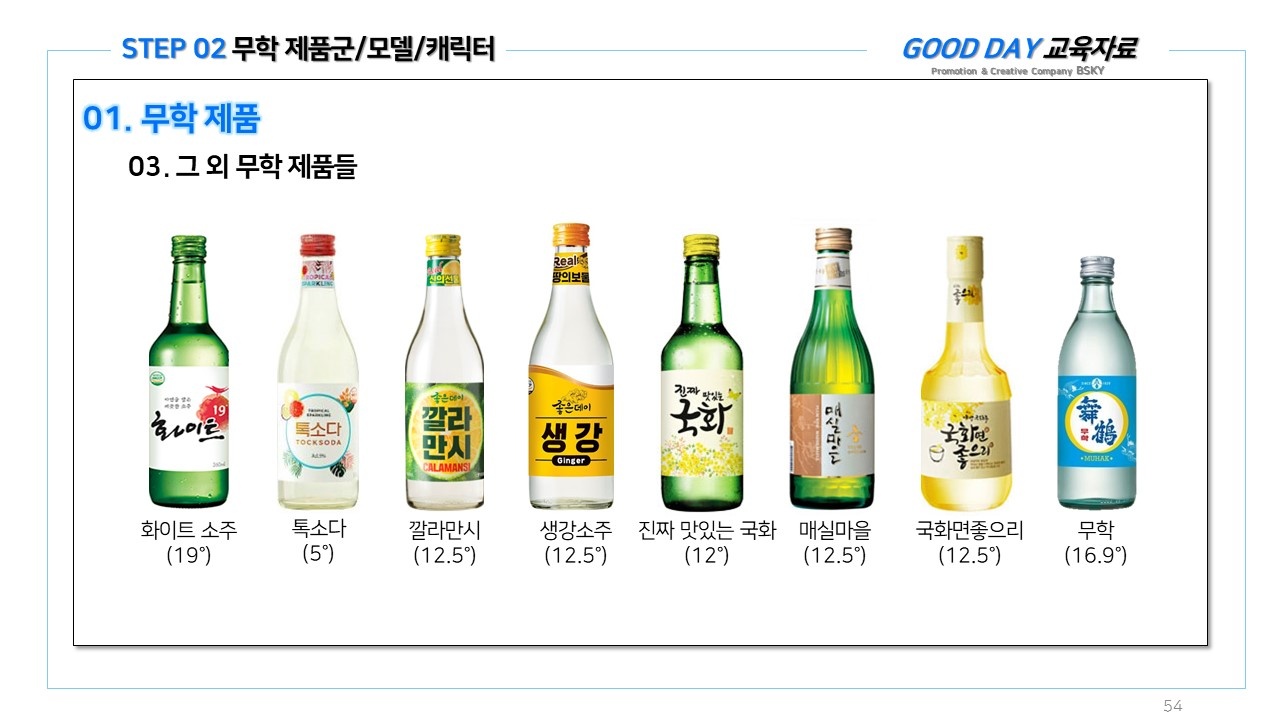 STEP 02 무학 제품군/모델/캐릭터
GOOD DAY 교육자료
Promotion & Creative Company BSKY
01. 무학 제품
03. 그 외 무학 제품들
19
화이트
TROPICAL
SPARKLING
톡소다
TOCKSODA
좋은데이
깔라
만시
CALAMANSI
Real
땅의보물
좋은데이
생강
Ginger
진짜 맛있는
국화
매실마을
국화면
좋으리
舞鶴
무학
MUHAK
화이트 소주
(19°)
톡소다
(5°)
깔라만시
(12.5°)
생강소주
(12.5°)
진짜 맛있는 국화
(12°)
매실마을
(12.5°)
국화면좋으리
(12.5°)
무학
(16.9°)
54